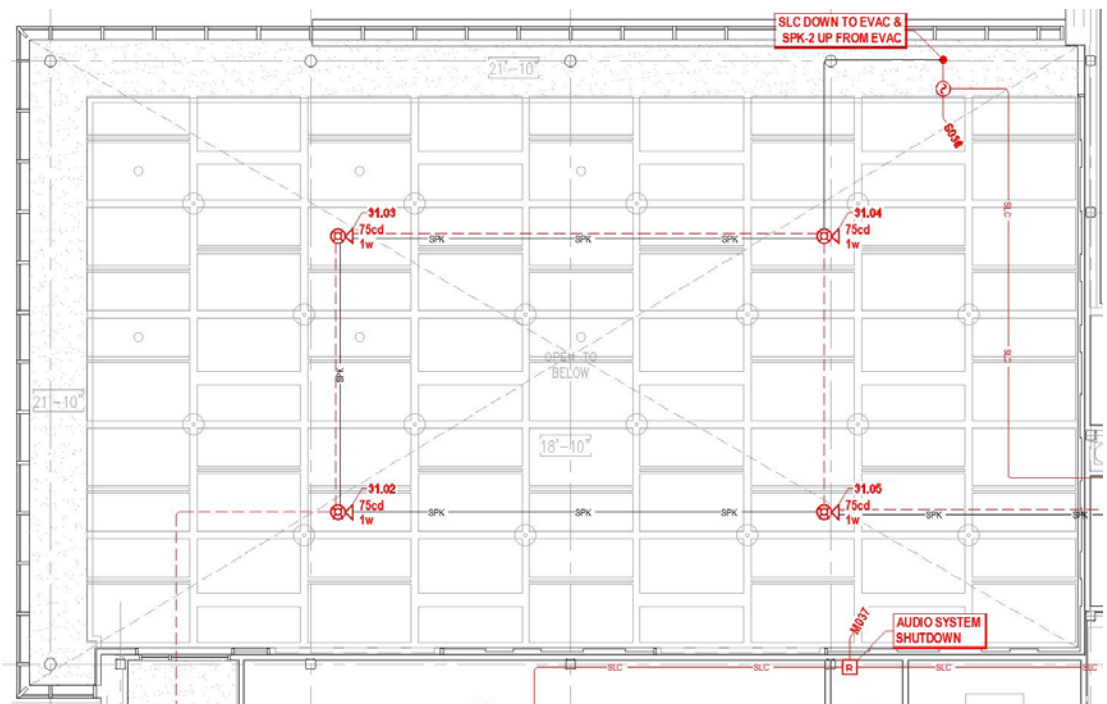 SLC DOWN TO EVAC &
SPK-2 UP FROM EVAC
21'-10"
SLC
31.03
75cd
1w
SPK
SPK
SPK
31.04
75cd
1w
SLC
SPK
OPEN TO
BELOW
21'-10"
18'-10"
31.02
75cd
1w
SPK
SPK
SPK
31.05
75cd
1w
SPK
SPK
M037
AUDIO SYSTEM
SHUTDOWN
SLC
SLC
R
SLC
SLC